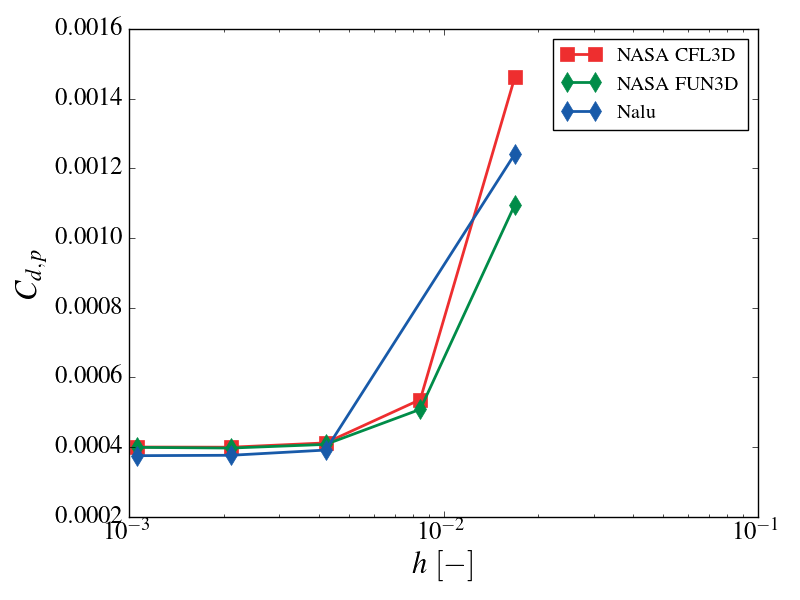 0.0016
0.0014
0.0012
0.0010
0.0008
0.0006
0.0004
0.0002
C_{d,p}
NASA CFL3D
NASA FUN3D
Nalu
10^{-3} 10^{-2} 10^{-1}
h [−]